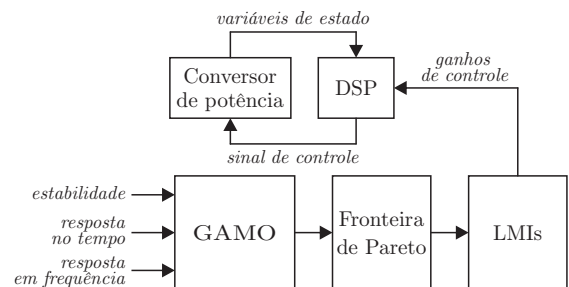 variáveis de estado
Conversor
de potência
DSP
ganhos
de controle
sinal de controle
estabilidade
resposta
no tempo
resposta
em frequência
GAMO
Fronteira
de Pareto
LMIs